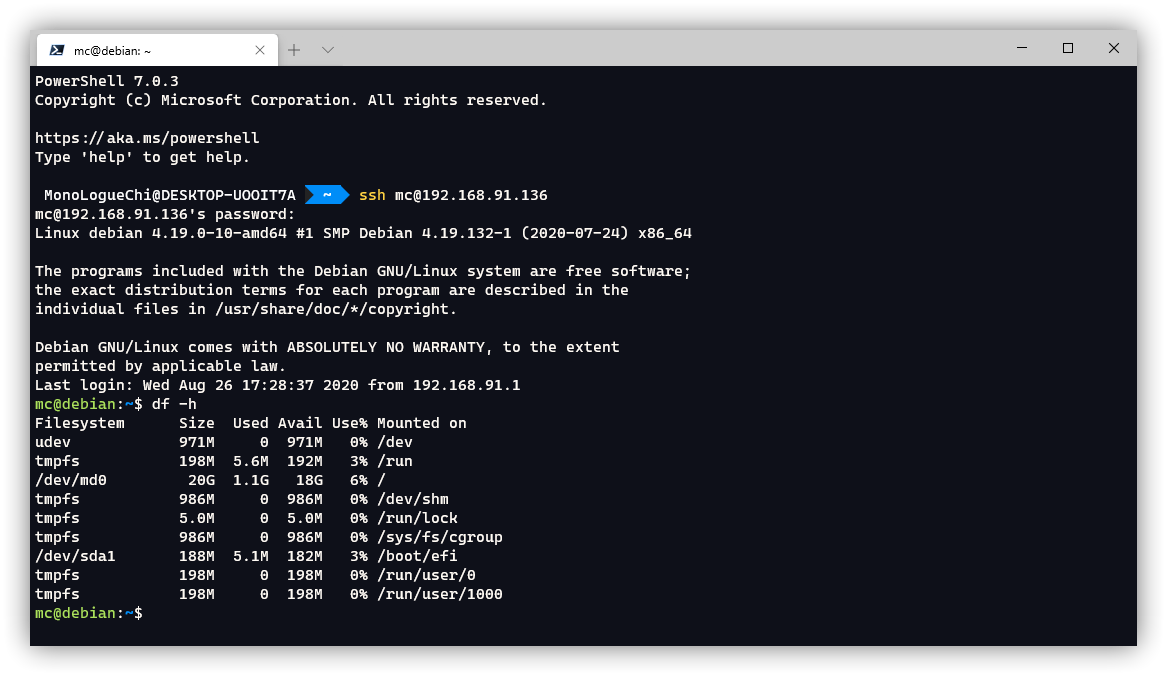 mc@debian: ~
PowerShell 7.0.3
Copyright (c) Microsoft Corporation. All rights reserved.
https://aka.ms/powershell
Type 'help' to get help.
MonoLogueChi@DESKTOP-UOOIT7A ~ ssh mc@192.168.91.136
mc@192.168.91.136's password:
Linux debian 4.19.0-10-amd64 #1 SMP Debian 4.19.132-1 (2020-07-24) x86_64
The programs included with the Debian GNU/Linux system are free software;
the exact distribution terms for each program are described in the
individual files in /usr/share/doc/*/copyright.
Debian GNU/Linux comes with ABSOLUTELY NO WARRANTY, to the extent
permitted by applicable law.
Last login: Wed Aug 26 17:28:37 2020 from 192.168.91.1
mc@debian:~$ df -h
Filesystem      Size  Used Avail Use% Mounted on
udev            971M     0  971M   0% /dev
tmpfs           198M  5.6M  192M   3% /run
/dev/md0         20G  1.1G   18G   6% /
tmpfs           986M     0  986M   0% /dev/shm
tmpfs           5.0M     0  5.0M   0% /run/lock
tmpfs           986M     0  986M   0% /sys/fs/cgroup
/dev/sda1       188M  5.1M  182M   3% /boot/efi
tmpfs           198M     0  198M   0% /run/user/0
tmpfs           198M     0  198M   0% /run/user/1000
mc@debian:~$